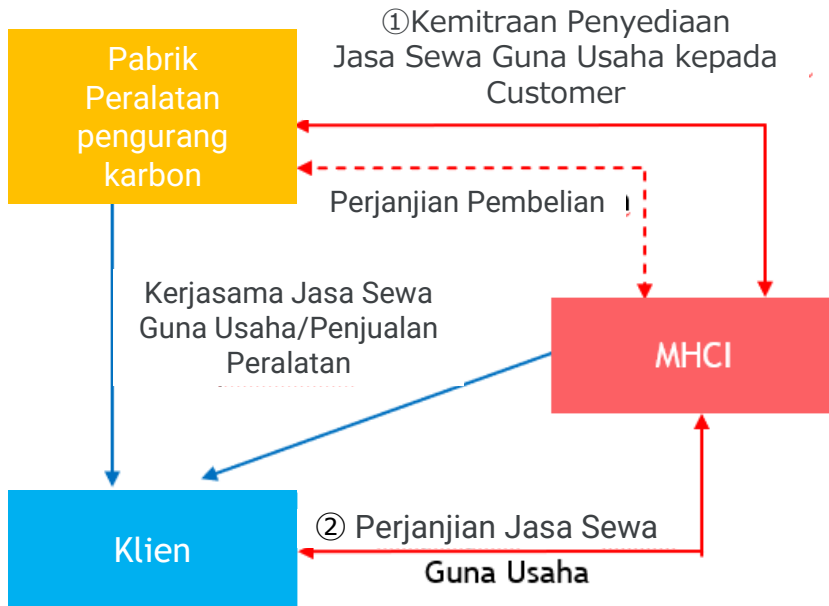 ①Kemitraan Penyediaan
Jasa Sewa Guna Usaha kepada
Customer
Pabrik
Peralatan
pengurang
karbon
Perjanjian Pembelian
Kerjasama Jasa Sewa
Guna Usaha/Penjualan
Peralatan
MHCI
Klien
② Perjanjian Jasa Sewa
Guna Usaha